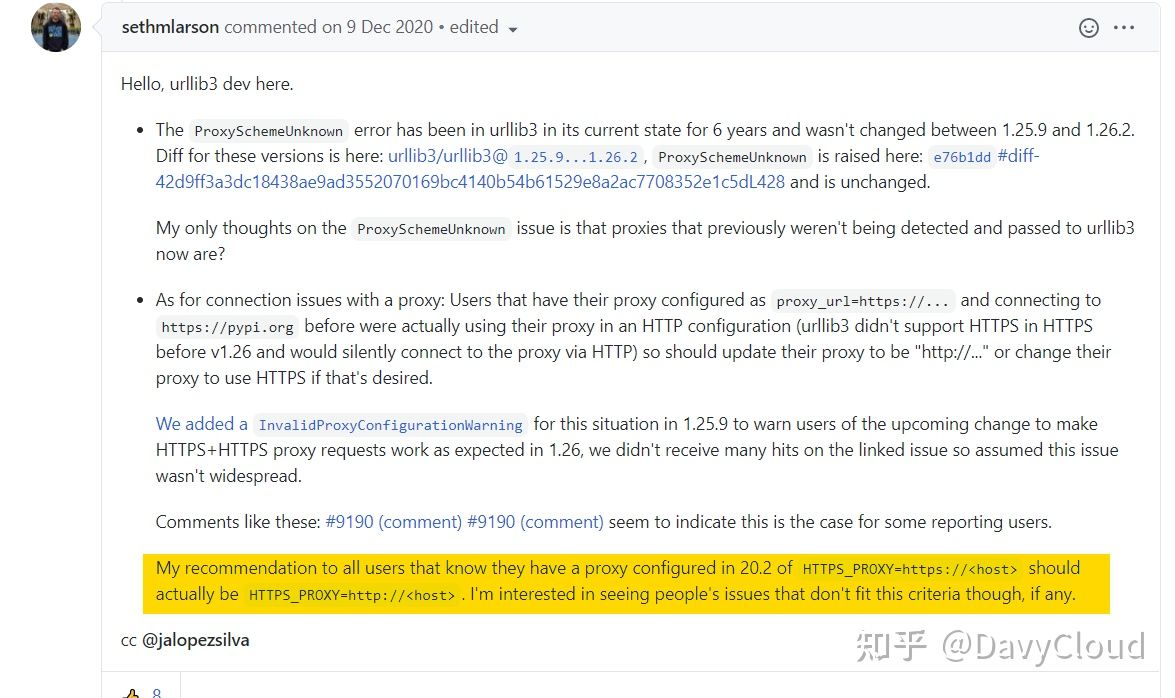 sethmlarson commented on 9 Dec 2020 • edited
Hello, urllib3 dev here.
• The ProxySchemeUnknown error has been in urllib3 in its current state for 6 years and wasn't changed between 1.25.9 and 1.26.2.
Diff for these versions is here: urllib3/urllib3@ 1.25.9...1.26.2 , ProxySchemeUnknown is raised here: e76b1dd #diff-
42d9ff3a3dc18438ae9ad3552070169bc4140b54b61529e8a2ac7708352e1c5dL428 and is unchanged.
My only thoughts on the ProxySchemeUnknown issue is that proxies that previously weren't being detected and passed to urllib3
now are?
• As for connection issues with a proxy: Users that have their proxy configured as proxy_url=https://... and connecting to
https://pypi.org before were actually using their proxy in an HTTP configuration (urllib3 didn't support HTTPS in HTTPS
before v1.26 and would silently connect to the proxy via HTTP) so should update their proxy to be "http://..." or change their
proxy to use HTTPS if that's desired.
We added a InvalidProxyConfigurationWarning for this situation in 1.25.9 to warn users of the upcoming change to make
HTTPS+HTTPS proxy requests work as expected in 1.26, we didn't receive many hits on the linked issue so assumed this issue
wasn't widespread.
Comments like these: #9190 (comment) #9190 (comment) seem to indicate this is the case for some reporting users.
My recommendation to all users that know they have a proxy configured in 20.2 of HTTPS_PROXY=https://<host> should
actually be HTTPS_PROXY=http://<host> . I'm interested in seeing people's issues that don't fit this criteria though, if any.
cc @jalopezsilva
知乎 @DavyCloud
8